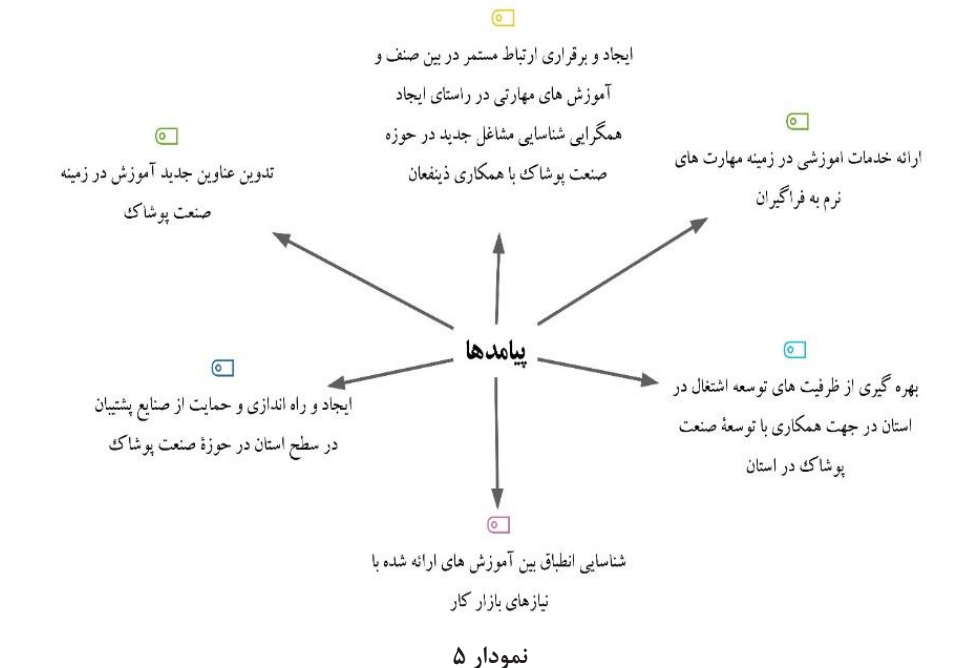 ایجاد و برقراری ارتباط مستمر در بین صنف و
آموزش های مهارتی در راستای ایجاد
همگرایی شناسایی مشاغل جدید در حوزه
صنعت پوشاک با همکاری ذینفعان
ارائه خدمات اموزشی در زمینه مهارت های
نرم به فراگیران
تدوین عناوین جدید آموزش در زمینه
صنعت پوشاک
پیامدها
بهره گیری از ظرفیت های توسعه اشتغال در
استان در جهت همکاری با توسعهٔ صنعت
پوشاک در استان
ایجاد و راه اندازی و حمایت از صنایع پشتیبان
در سطح استان در حوزهٔ صنعت پوشاک
شناسایی انطباق بین آموزش های ارائه شده با
نیازهای بازار کار
نمودار ۵